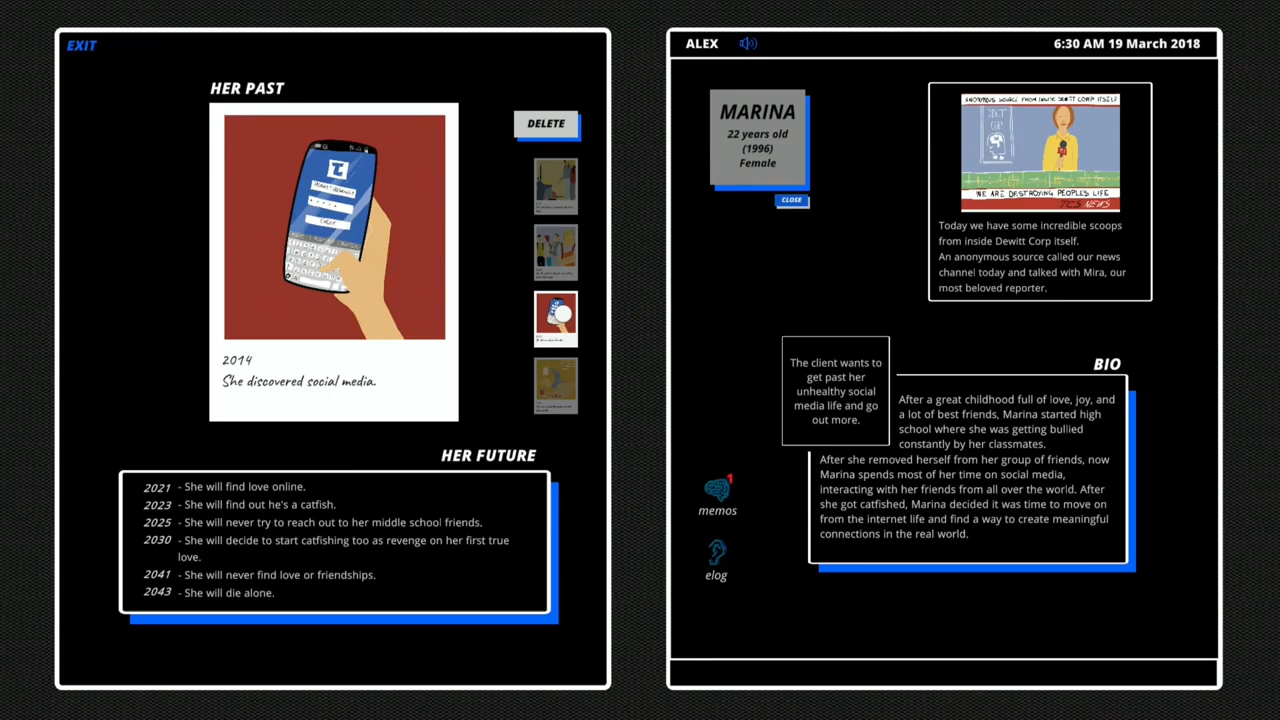 EXIT
HER PAST
DELETE
2014
She discovered social media.
HER FUTURE
2021 - She will find love online.
2023 - She will find out he's a catfish.
2025 - She will never try to reach out to her middle school friends.
2030 - She will decide to start catfishing too as revenge on her first true
love.
2041 - She will never find love or friendships.
2043 - She will die alone.
ALEX
6:30 AM 19 March 2018
MARINA
22 years old
(1996)
Female
CLOSE
ANONYMOUS SOURCE FROM INSIDE DEWITT CORP ITSELF
DEWITT
CORP
WE ARE DESTROYING PEOPLE'S LIFE
NEWS
Today we have some incredible scoops
from inside Dewitt Corp itself.
An anonymous source called our news
channel today and talked with Mira, our
most beloved reporter.
The client wants to
get past her
unhealthy social
media life and go
out more.
BIO
After a great childhood full of love, joy, and
a lot of best friends, Marina started high
school where she was getting bullied
constantly by her classmates.
After she removed herself from her group of friends, now
Marina spends most of her time on social media,
interacting with her friends from all over the world. After
she got catfished, Marina decided it was time to move on
from the internet life and find a way to create meaningful
connections in the real world.
1
memos
elog